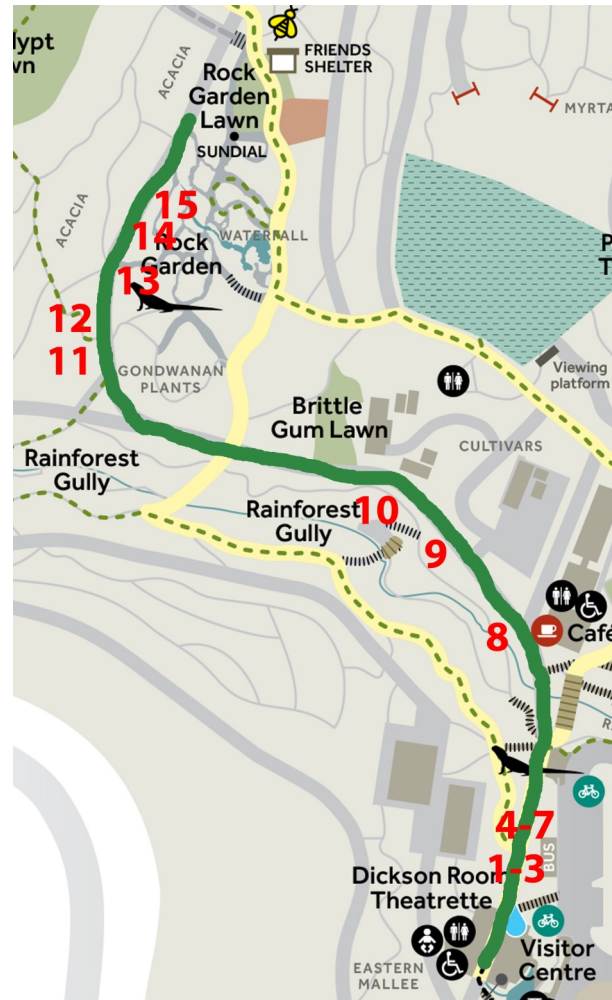 lypt
wn
ACACIA
FRIENDS
SHELTER
Rock
Garden
Lawn
SUNDIAL
MYRTA
ACACIA
15
14
WATERFALL
Rock
Garden
13
P
T
12
11
GONDWANAN
PLANTS
Viewing
platform
Brittle
Gum Lawn
CULTIVARS
Rainforest
Gully
Rainforest
Gully
10
9
8
Café
R
4-7
1-3
BUS
Dickson Room
Theatrette
Visitor
Centre
EASTERN
MALLEE